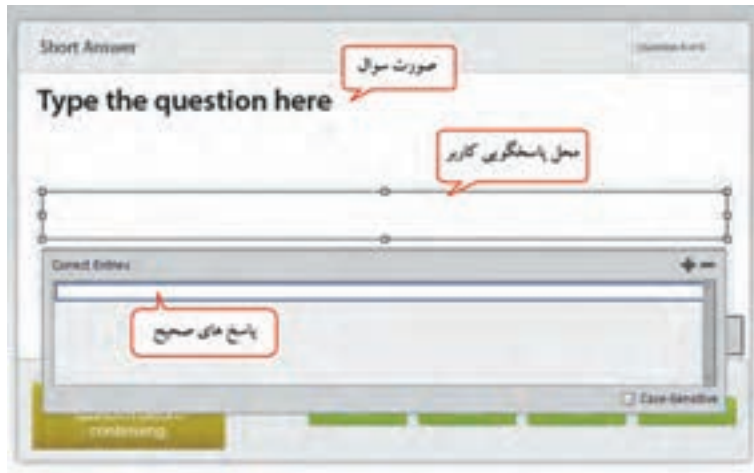 Short Answer
صورت سوال
Type the question here
محل پاسخگویی کاربر
Correct Entries
پاسخ های صحیح
Case-Sensitive
continuing.